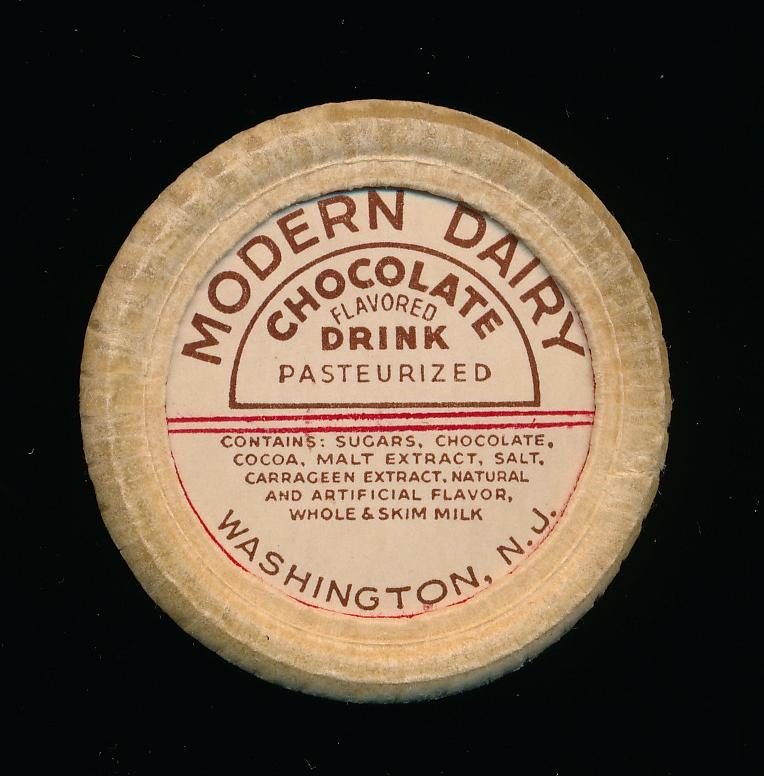 MODERN DAIRY
CHOCOLATE
FLAVORED
DRINK
PASTEURIZED
CONTAINS: SUGARS, CHOCOLATE,
COCOA, MALT EXTRACT, SALT,
CARRAGEEN EXTRACT, NATURAL
AND ARTIFICIAL FLAVOR,
WHOLE & SKIM MILK
WASHINGTON, N.J.